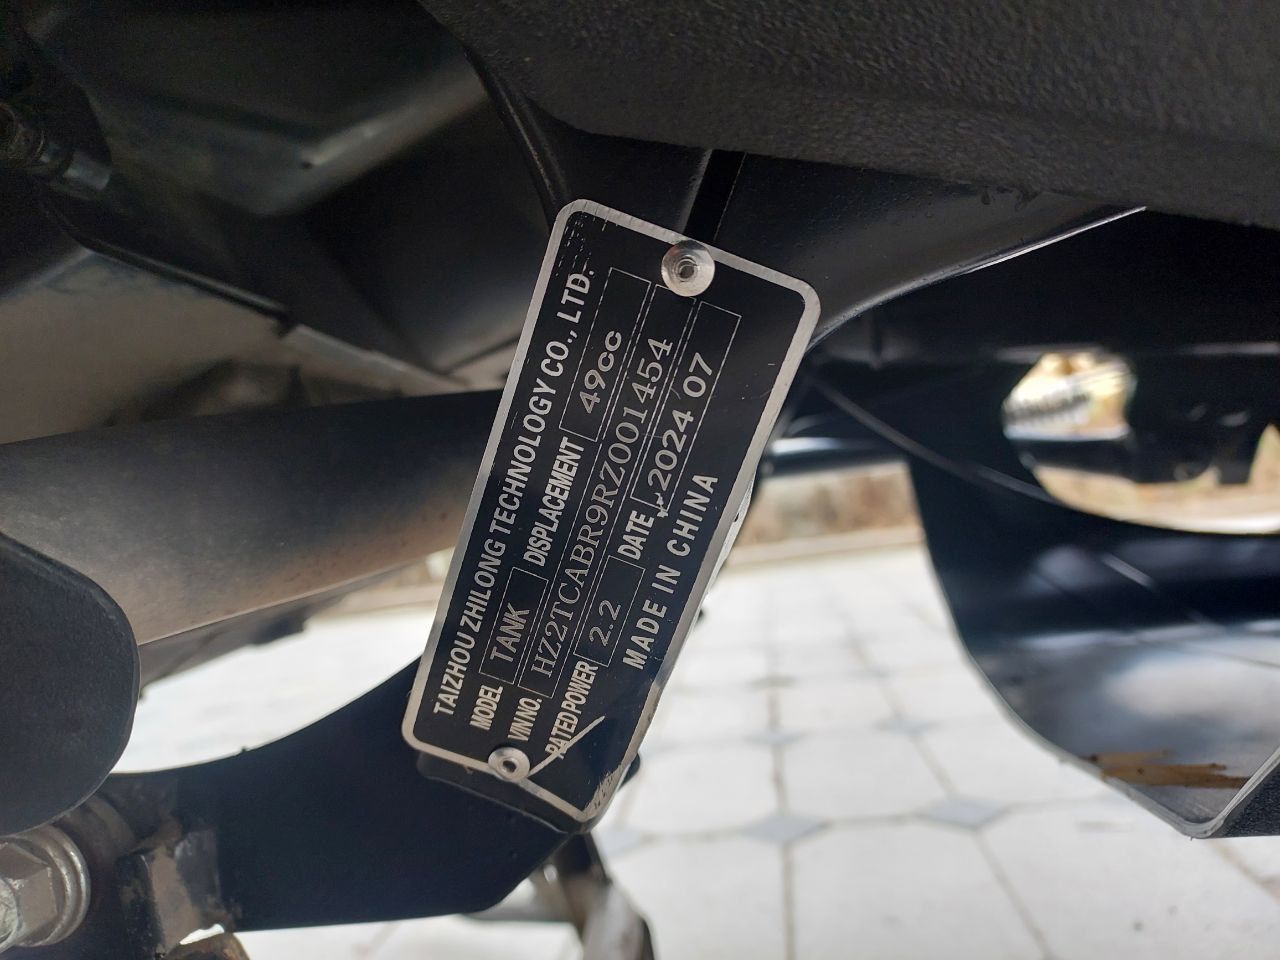 TAIZHOU ZHILONG TECHNOLOGY CO., LTD.
MODEL TANK DISPLACEMENT 49CC
VIN NO. HZ2TCABR9RZ001454
RATED POWER 2.2 DATE 2024 07
MADE IN CHINA